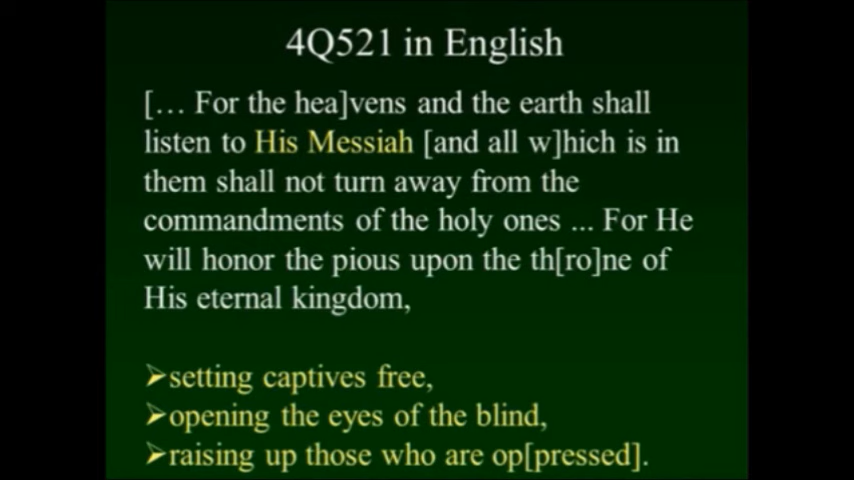 4Q521 in English
[… For the hea]vens and the earth shall
listen to His Messiah [and all w]hich is in
them shall not turn away from the
commandments of the holy ones ... For He
will honor the pious upon the th[ro]ne of
His eternal kingdom,
➢setting captives free,
➢opening the eyes of the blind,
➢raising up those who are op[pressed].